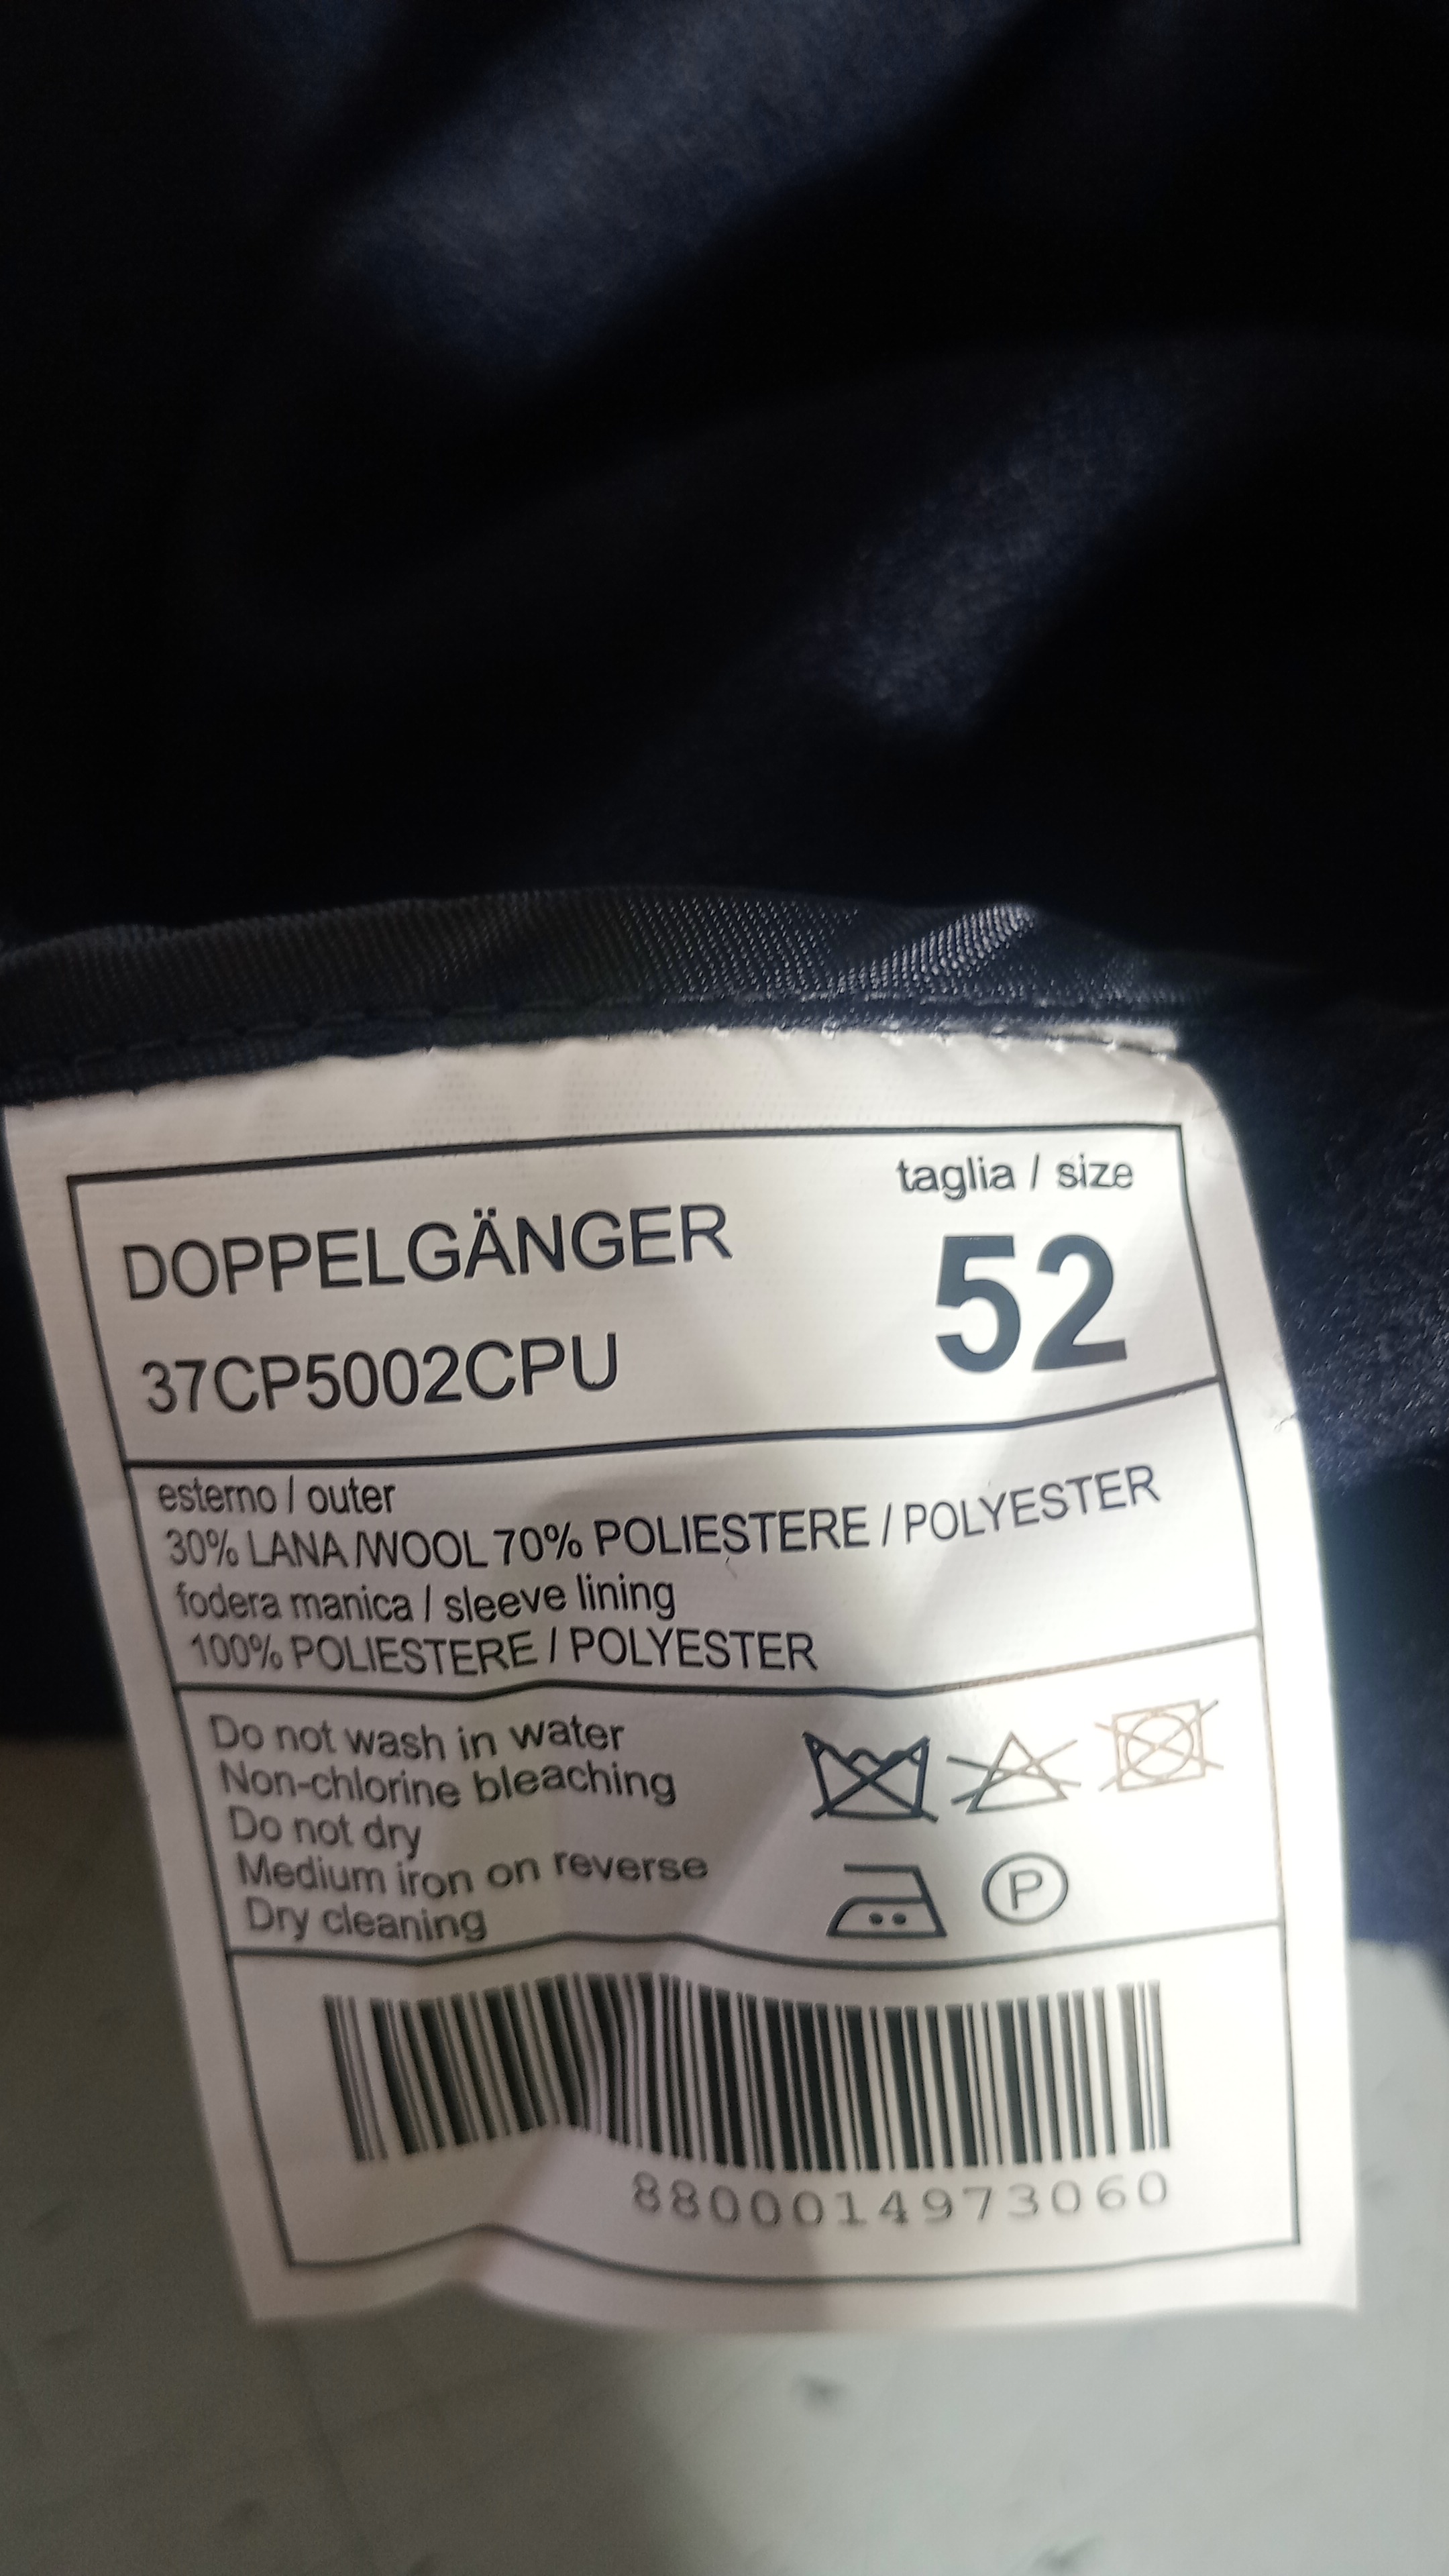 taglia / size
DOPPELGÄNGER
52
37CP5002CPU
esterno / outer
30% LANA /WOOL 70% POLIESTERE / POLYESTER
fodera manica / sleeve lining
100% POLIESTERE / POLYESTER
Do not wash in water
Non-chlorine bleaching
Do not dry
Medium iron on reverse
Dry cleaning
P
8800014973060